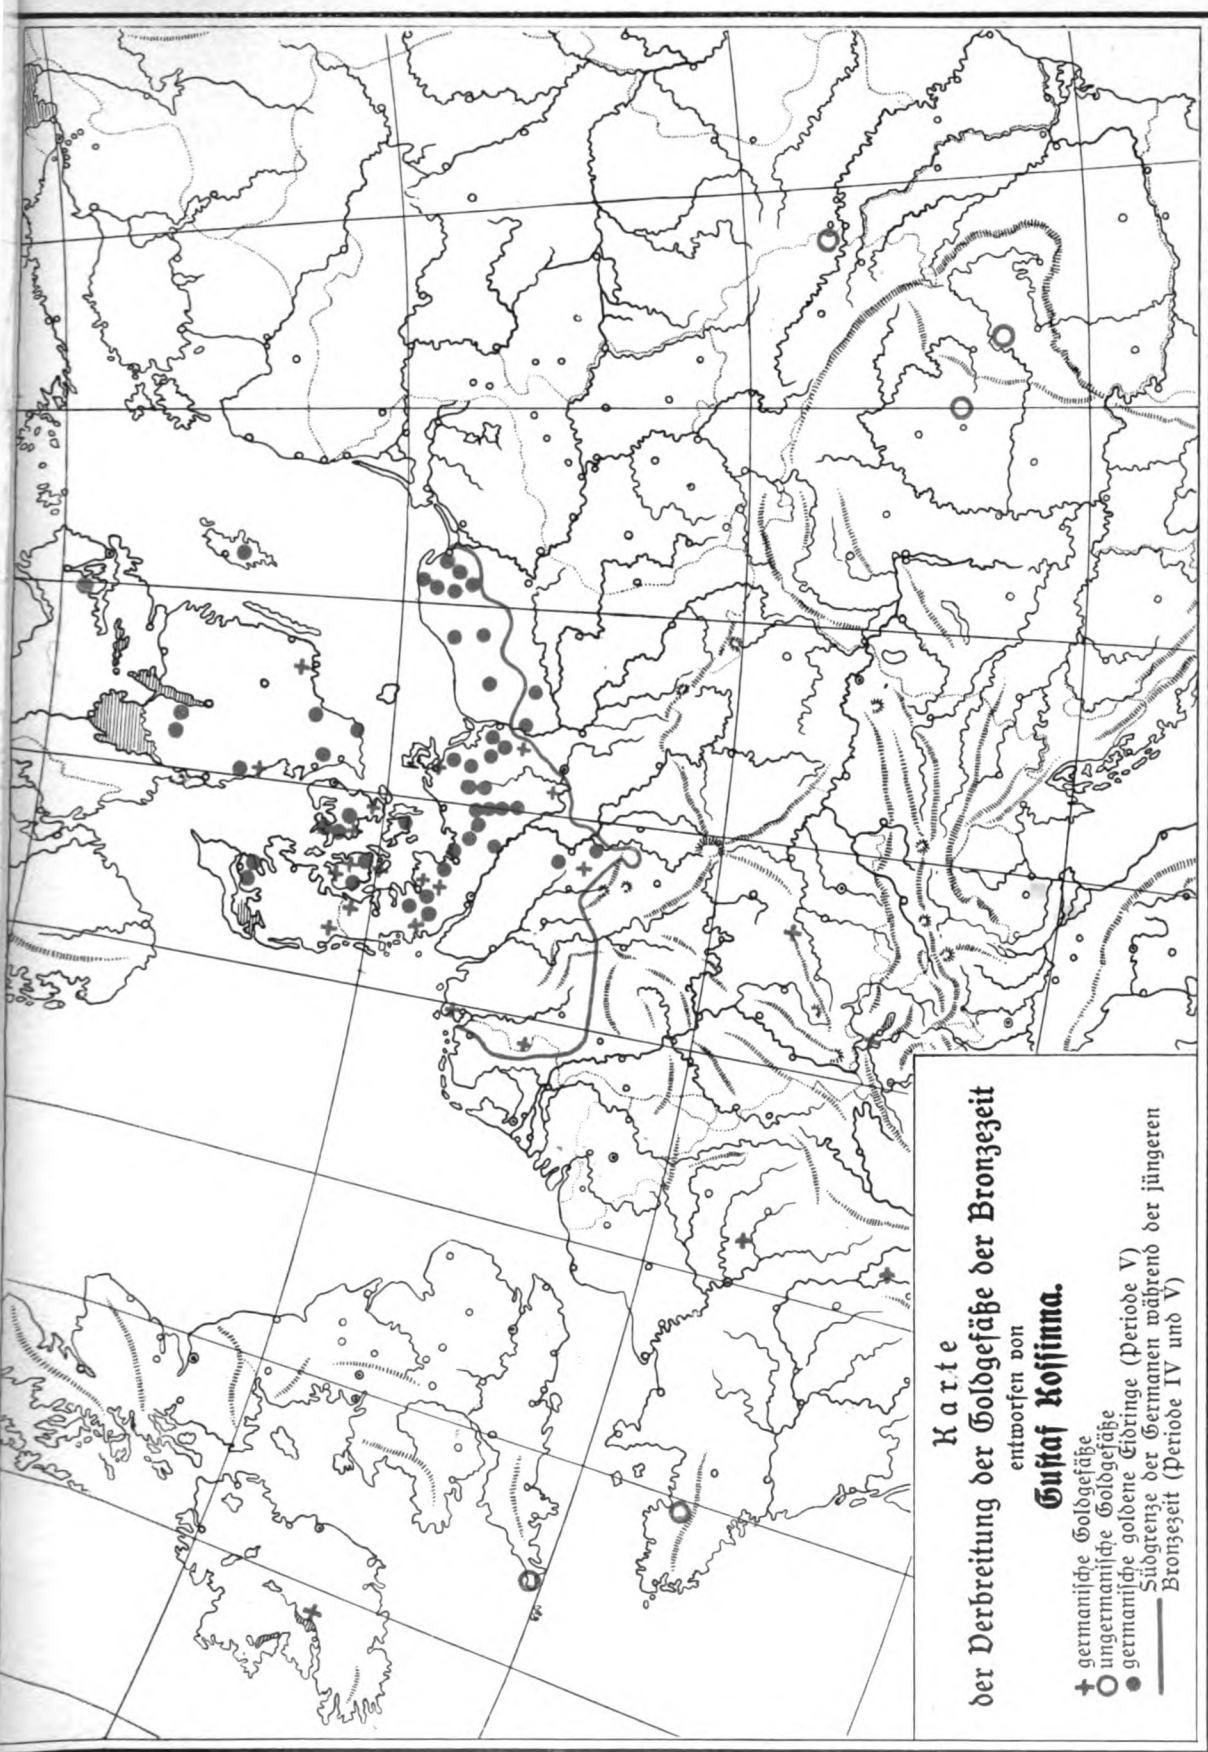 Karte
der Verbreitung der Goldgefäße der Bronzezeit
entworfen von
Gustaf Kossinna.
germanische Goldgefäße
ungermanische Goldgefäße
germanische goldene Eidringe (Periode V)
Südgrenze der Germanen während der jüngeren
Bronzezeit (Periode IV und V)